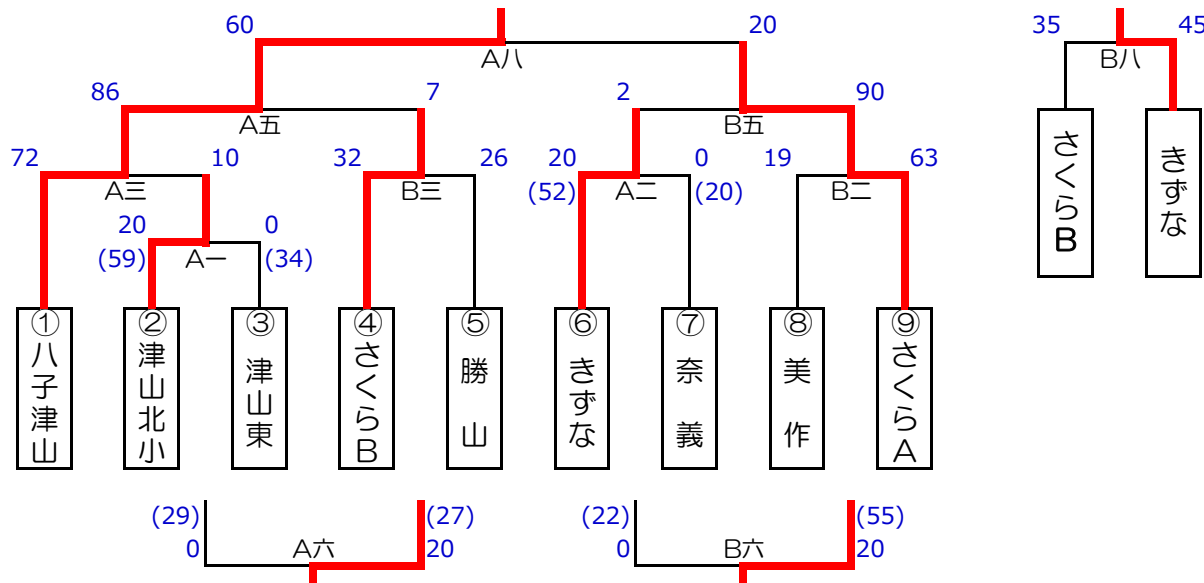 60 20 35 45
A八 B八
86 7 2 90
A五 B五
72 10 32 26 20 0 19 63
(52) (20)
A三 B三 A二 B二
20 0
(59) (34)
A一
①八子津山
②津山北小
③津山東
④さくらB
⑤勝山
⑥きずな
⑦奈義
⑧美作
⑨さくらA
さくらB
きずな
(29) (27) (22) (55)
0 A六 20 0 B六 20